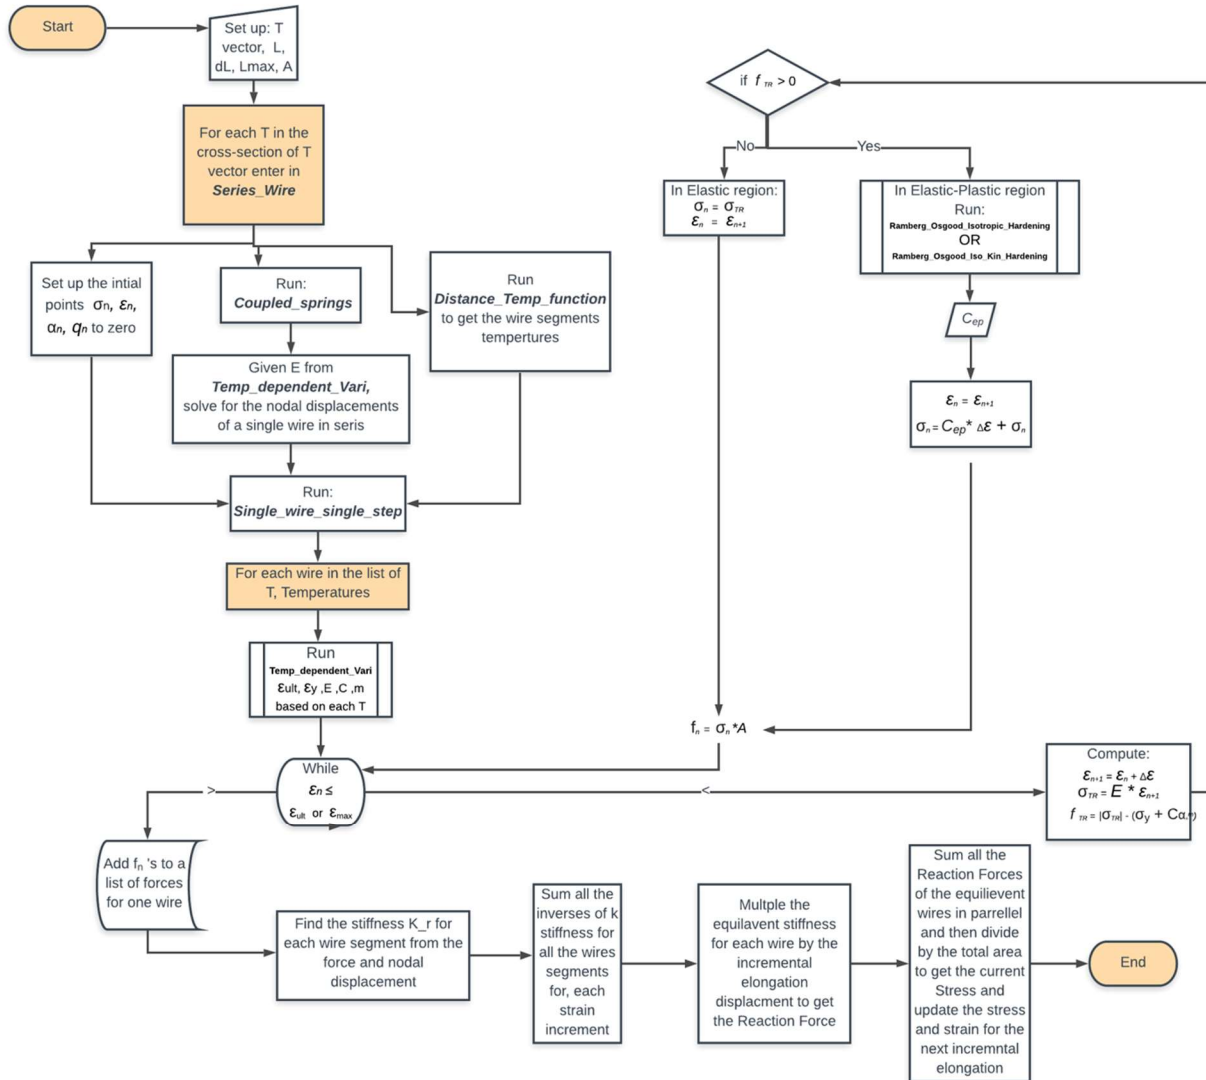 Start
Set up: T
vector, L,
dL, Lmax, A
For each T in the
cross-section of T
vector enter in
Series_Wire
Set up the intial
points σn, εn,
αn, qn to zero
Run:
Coupled_springs
Run
Distance_Temp_function
to get the wire segments
tempertures
Given E from
Temp_dependent_Vari,
solve for the nodal displacements
of a single wire in seris
Run:
Single_wire_single_step
For each wire in the list of
T, Temperatures
Run
Temp_dependent_Vari
εult, εy ,E ,C ,m
based on each T
While
εn ≤
εult or εmax
>
<
if f TR > 0
No
Yes
In Elastic region:
σn = σTR
εn = εn+1
In Elastic-Plastic region
Run:
Ramberg_Osgood_Isotropic_Hardening
OR
Ramberg_Osgood_Iso_Kin_Hardening
Cep
εn = εn+1
σn = Cep* Δε + σn
fn = σn *A
Compute:
εn+1 = εn + Δε
σTR = E * εn+1
f TR = |σTR| - (σy + Cα
Add fn 's to a
list of forces
for one wire
Find the stiffness K_r for
each wire segment from the
force and nodal
displacement
Sum all the
inverses of k
stiffness for
all the wires
segments
for, each
strain
increment
Multple the
equilavent stiffness
for each wire by the
incremental
elongation
displacment to get
the Reaction Force
Sum all the
Reaction Forces
of the equilievent
wires in parrellel
and then divide
by the total area
to get the current
Stress and
update the stress
and strain for the
next incremntal
elongation
End